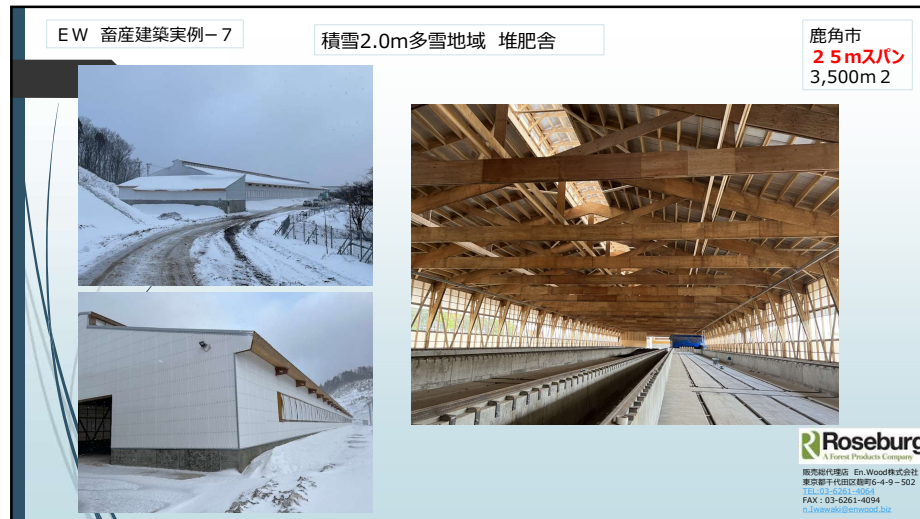 ＥＷ 畜産建築実例－７
積雪2.0m多雪地域 堆肥舎
鹿角市
２５ｍスパン
3,500ｍ２
Roseburg
A Forest Products Company
販売総代理店 En.Wood株式会社
東京都千代田区麹町6-4-9－502
TEL:03-6261-4064
FAX：03-6261-4094
n.Iwawaki@enwood.biz